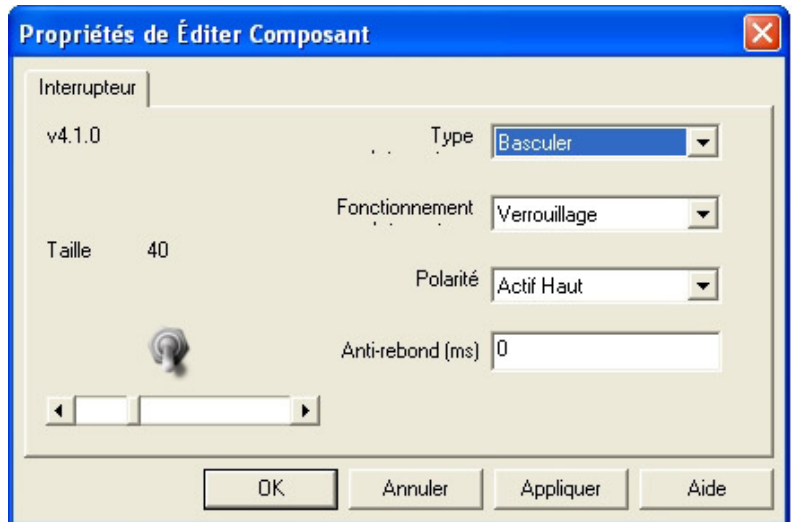 Propriétés de Éditer Composant
Interrupteur
v4.1.0
Type
Basculer
Fonctionnement
Verrouillage
Taille 40
Polarité
Actif Haut
Anti-rebond (ms)
0
OK
Annuler
Appliquer
Aide